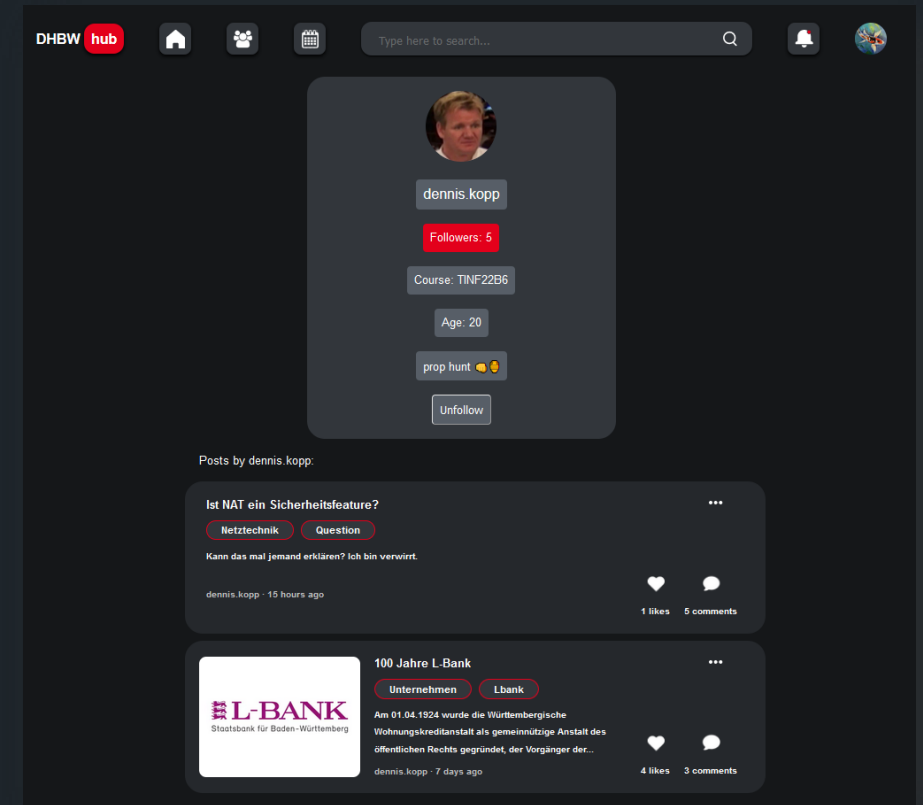 DHBW hub
Type here to search...
dennis.kopp
Followers: 5
Course: TINF22B6
Age: 20
prop hunt 👊🏺
Unfollow
Posts by dennis.kopp:
Ist NAT ein Sicherheitsfeature?
Netztechnik Question
Kann das mal jemand erklären? Ich bin verwirrt.
dennis.kopp · 15 hours ago
1 likes 5 comments
L-BANK
Staatsbank für Baden-Württemberg
100 Jahre L-Bank
Unternehmen Lbank
Am 01.04.1924 wurde die Württembergische
Wohnungskreditanstalt als gemeinnützige Anstalt des
öffentlichen Rechts gegründet, der Vorgänger der...
dennis.kopp · 7 days ago
4 likes 3 comments